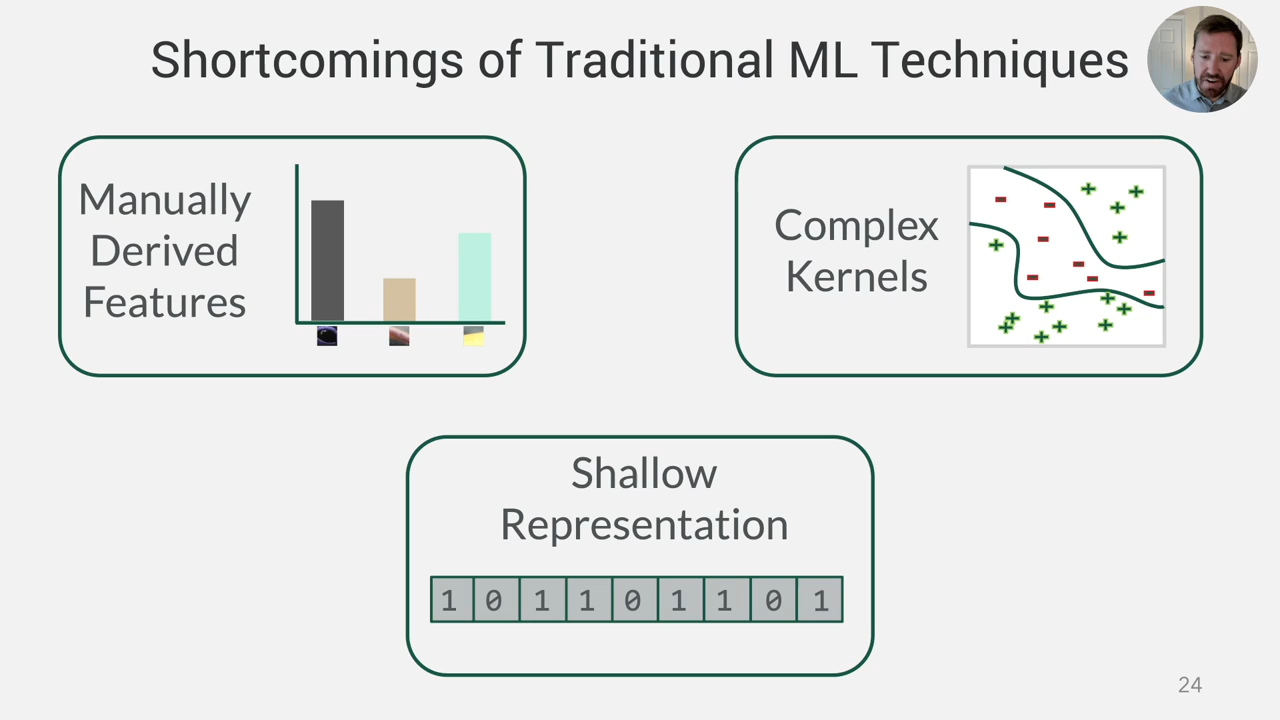 Shortcomings of Traditional ML Techniques
Manually
Derived
Features
Complex
Kernels
Shallow
Representation
1 0 1 1 0 1 1 0 1
24